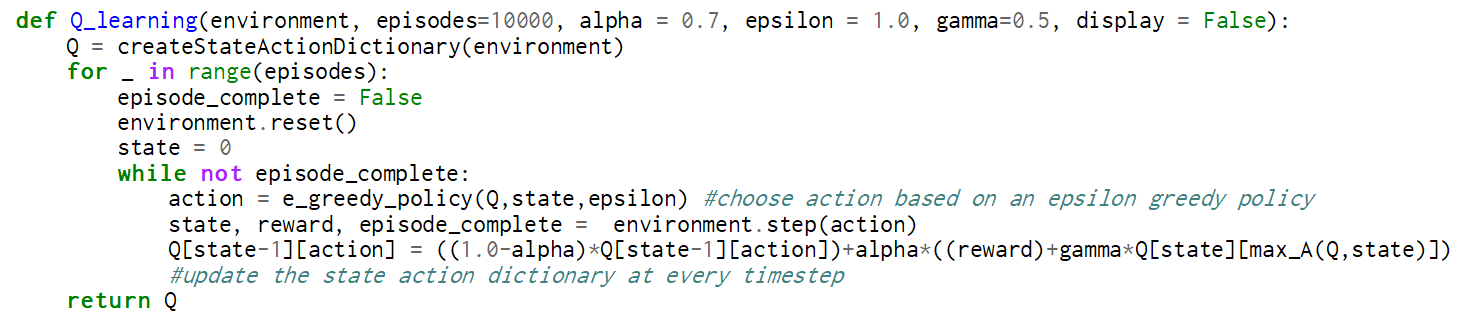 def Q_learning(environment, episodes=10000, alpha = 0.7, epsilon = 1.0, gamma=0.5, display = False):
    Q = createStateActionDictionary(environment)
    for _ in range(episodes):
        episode_complete = False
        environment.reset()
        state = 0
        while not episode_complete:
            action = e_greedy_policy(Q,state,epsilon) #choose action based on an epsilon greedy policy
            state, reward, episode_complete =  environment.step(action)
            Q[state-1][action] = ((1.0-alpha)*Q[state-1][action])+alpha*((reward)+gamma*Q[state][max_A(Q,state)])
            #update the state action dictionary at every timestep
    return Q